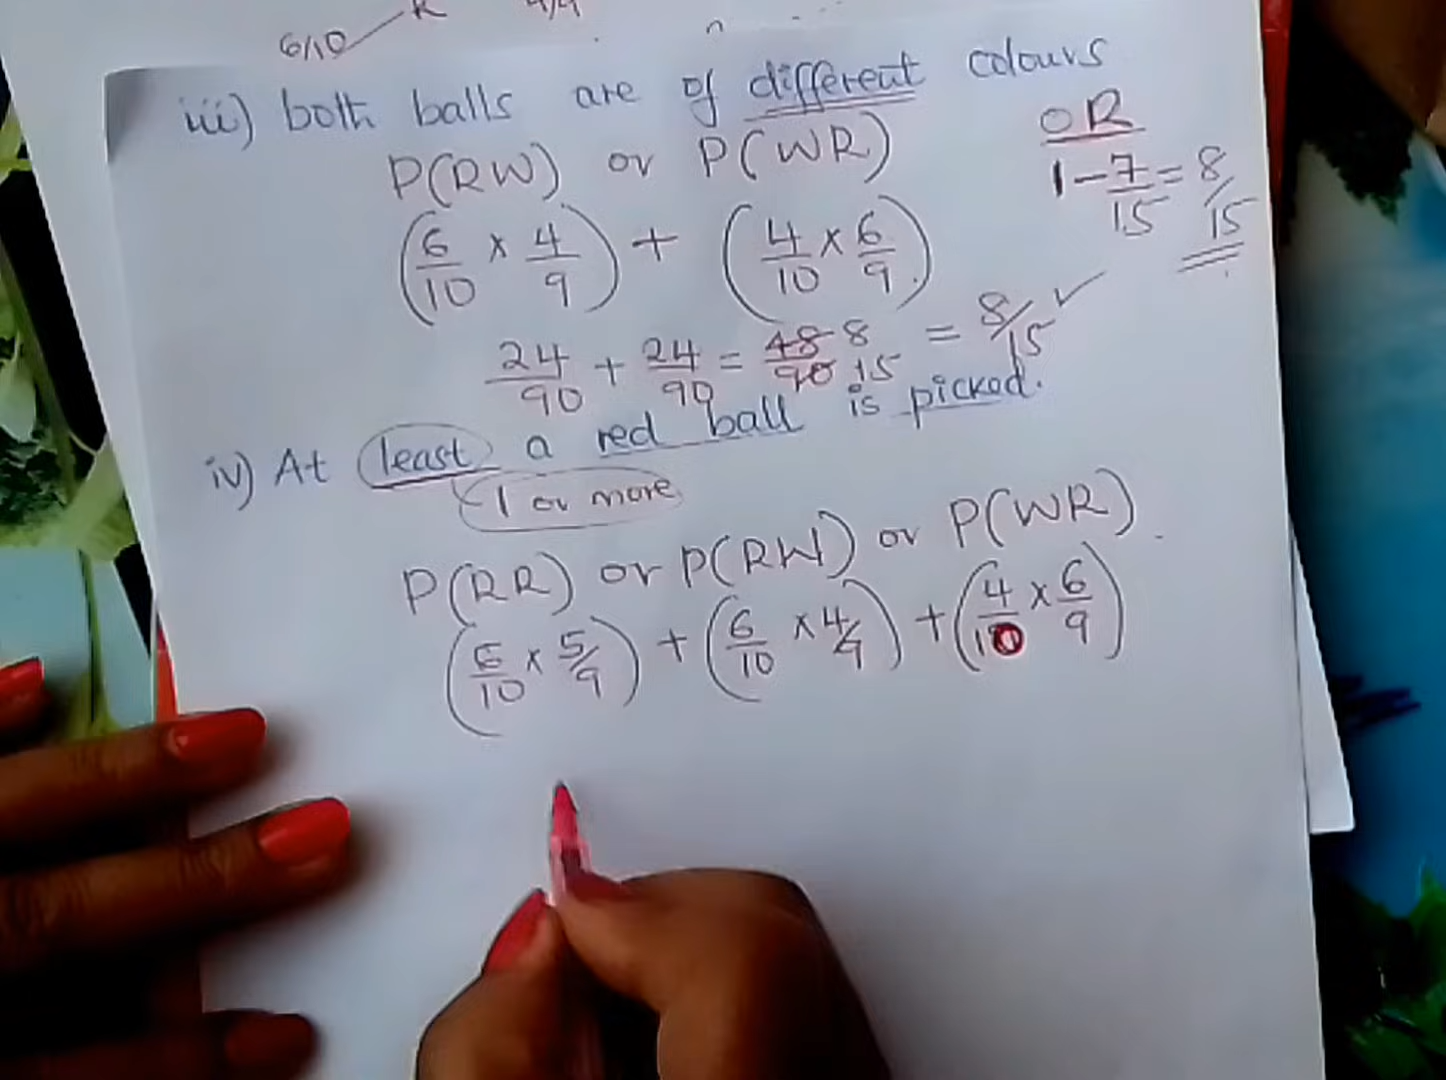 6/10 R 4/9
iii) both balls are of different colours
P(RW) or P(WR)
OR
1 - 7/15 = 8/15
(6/10 × 4/9) + (4/10 × 6/9)
24/90 + 24/90 = 48/90 8/15 = 8/15 ✓
iv) At least a red ball is picked.
1 or more
P(RR) or P(RW) or P(WR).
(6/10 × 5/9) + (6/10 × 4/9) + (4/10 × 6/9)